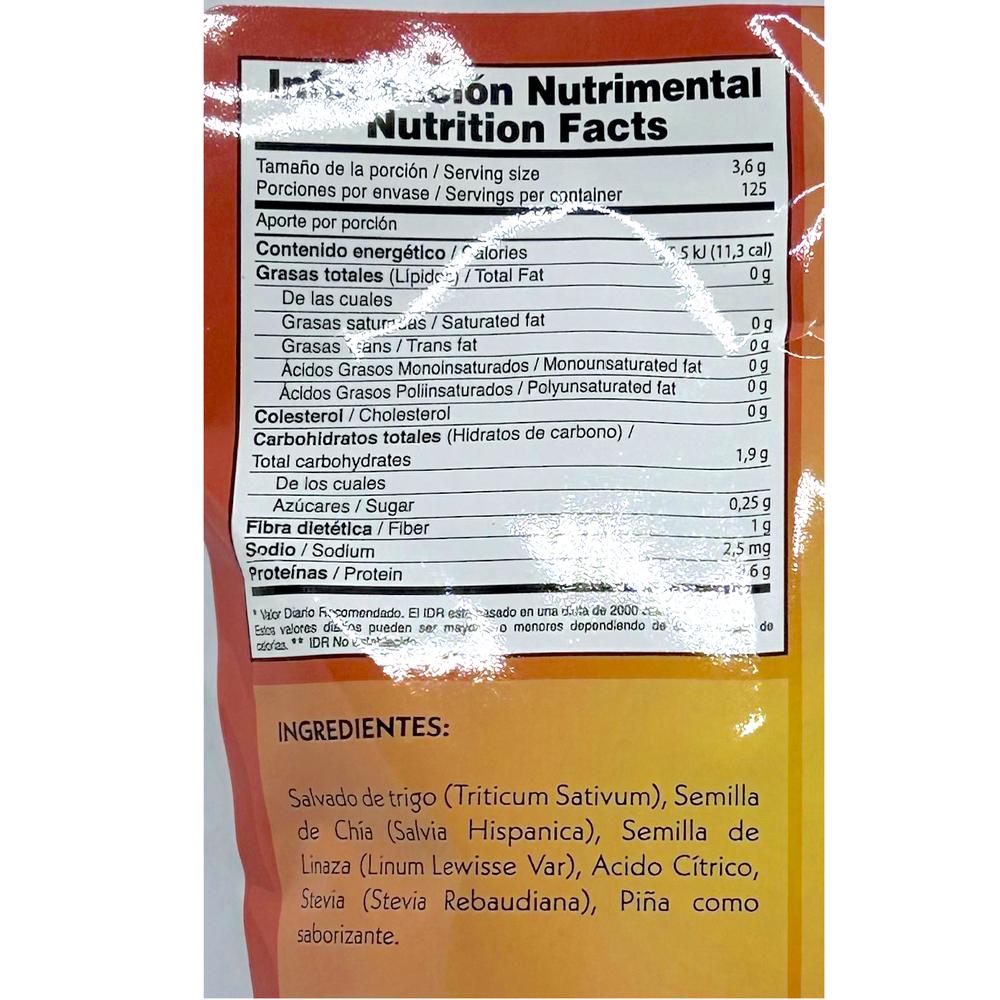 Nutrimental
Nutrition Facts
Tamaño de la porción / Serving size 3,6 g
Porciones por envase / Servings per container 125
Aporte por porción
Contenido energético / Calories 5 kJ (11,3 cal)
Grasas totales (Lípidos) / Total Fat 0 g
De las cuales
Grasas saturadas / Saturated fat 0 g
Grasas Trans / Trans fat 0 g
Ácidos Grasos Monoinsaturados / Monounsaturated fat 0 g
Ácidos Grasos Poliinsaturados / Polyunsaturated fat 0 g
Colesterol / Cholesterol 0 g
Carbohidratos totales (Hidratos de carbono) /
Total carbohydrates 1,9 g
De los cuales
Azúcares / Sugar 0,25 g
Fibra dietética / Fiber 1 g
Sodio / Sodium 2,5 mg
Proteínas / Protein
* Valor Diario Recomendado. El IDR está basado en una dieta de 2000
Estos valores diarios pueden ser mayores o menores dependiendo de de
calorías. ** IDR No
INGREDIENTES:
Salvado de trigo (Triticum Sativum), Semilla
de Chía (Salvia Hispanica), Semilla de
Linaza (Linum Lewisse Var), Acido Cítrico,
Stevia (Stevia Rebaudiana), Piña como
saborizante.